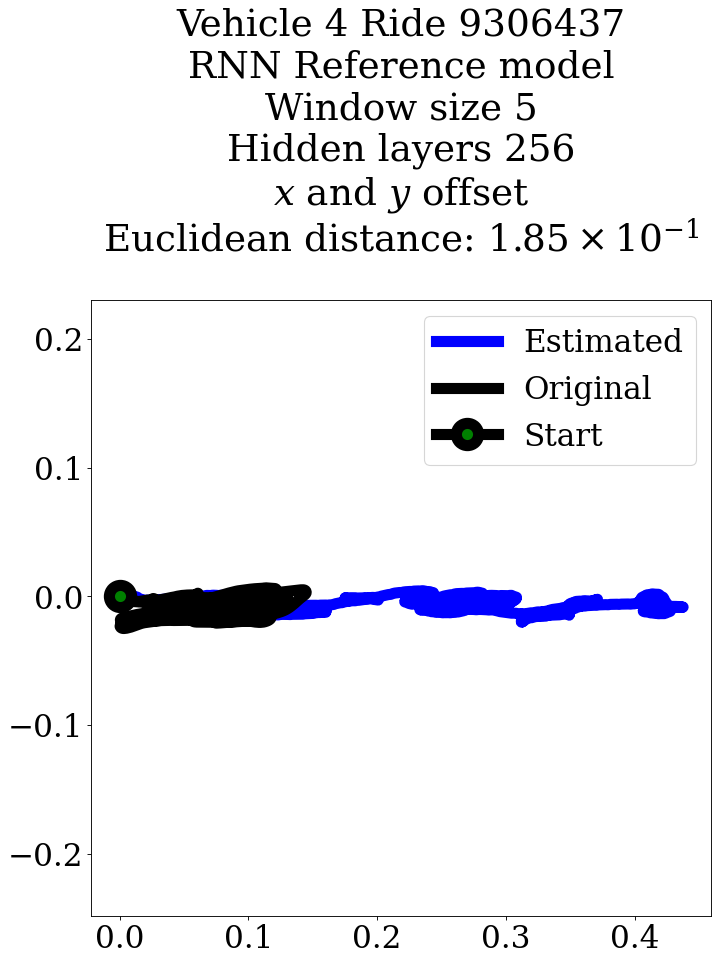 Vehicle 4 Ride 9306437
RNN Reference model
Window size 5
Hidden layers 256
x and y offset
Euclidean distance: 1.85 × 10⁻¹
Estimated
Original
Start
0.2
0.1
0.0
−0.1
−0.2
0.0 0.1 0.2 0.3 0.4